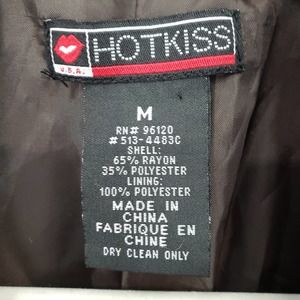 HOTKISS
U.S.A.
M
RN# 96120
#513-4483C
SHELL:
65% RAYON
35% POLYESTER
LINING:
100% POLYESTER
MADE IN
CHINA
FABRIQUE EN
CHINE
DRY CLEAN ONLY